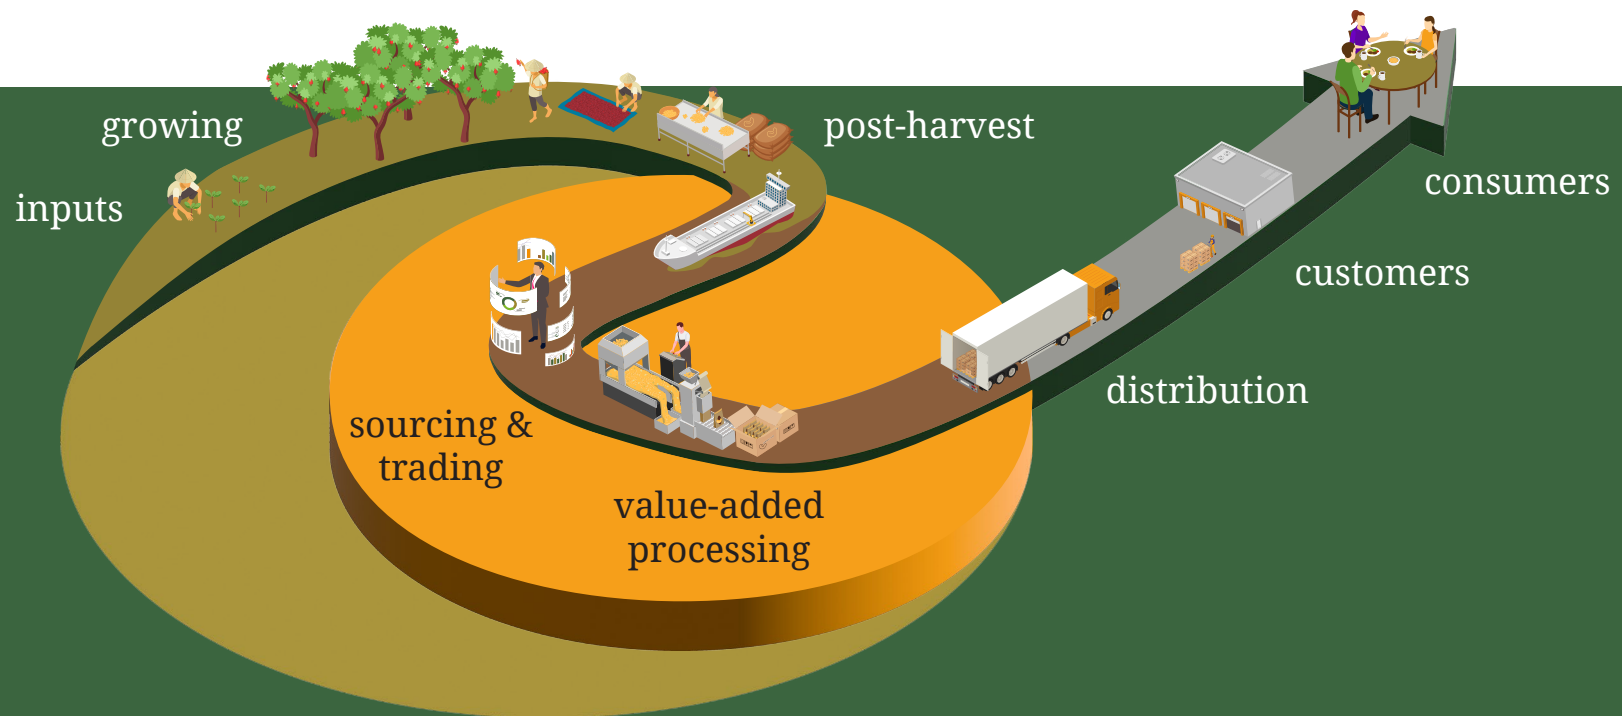 inputs
growing
post-harvest
sourcing &
trading
value-added
processing
distribution
customers
consumers